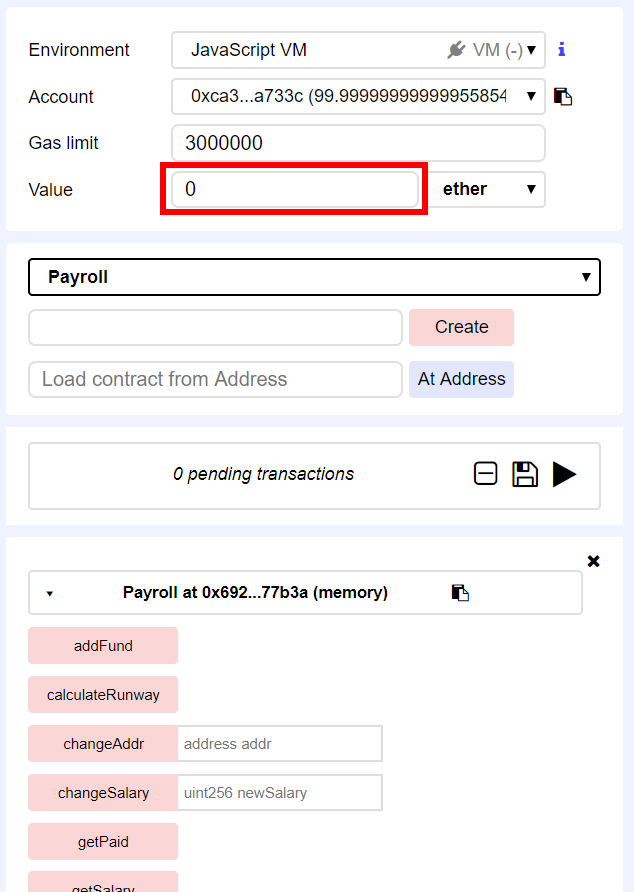 Environment JavaScript VM VM (-) i
Account 0xca3...a733c (99.99999999999955854
Gas limit 3000000
Value 0 ether
Payroll
Create
Load contract from Address At Address
0 pending transactions
Payroll at 0x692...77b3a (memory)
addFund
calculateRunway
changeAddr address addr
changeSalary uint256 newSalary
getPaid
getSalary